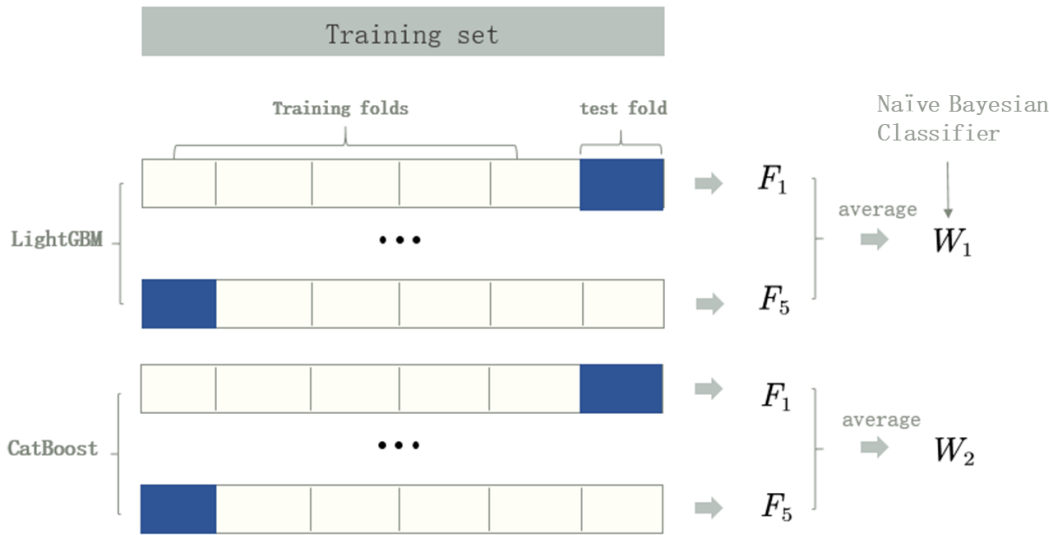 Training set
Training folds
test fold
Naïve Bayesian
Classifier
LightGBM
F1
average
W1
F5
CatBoost
F1
average
W2
F5